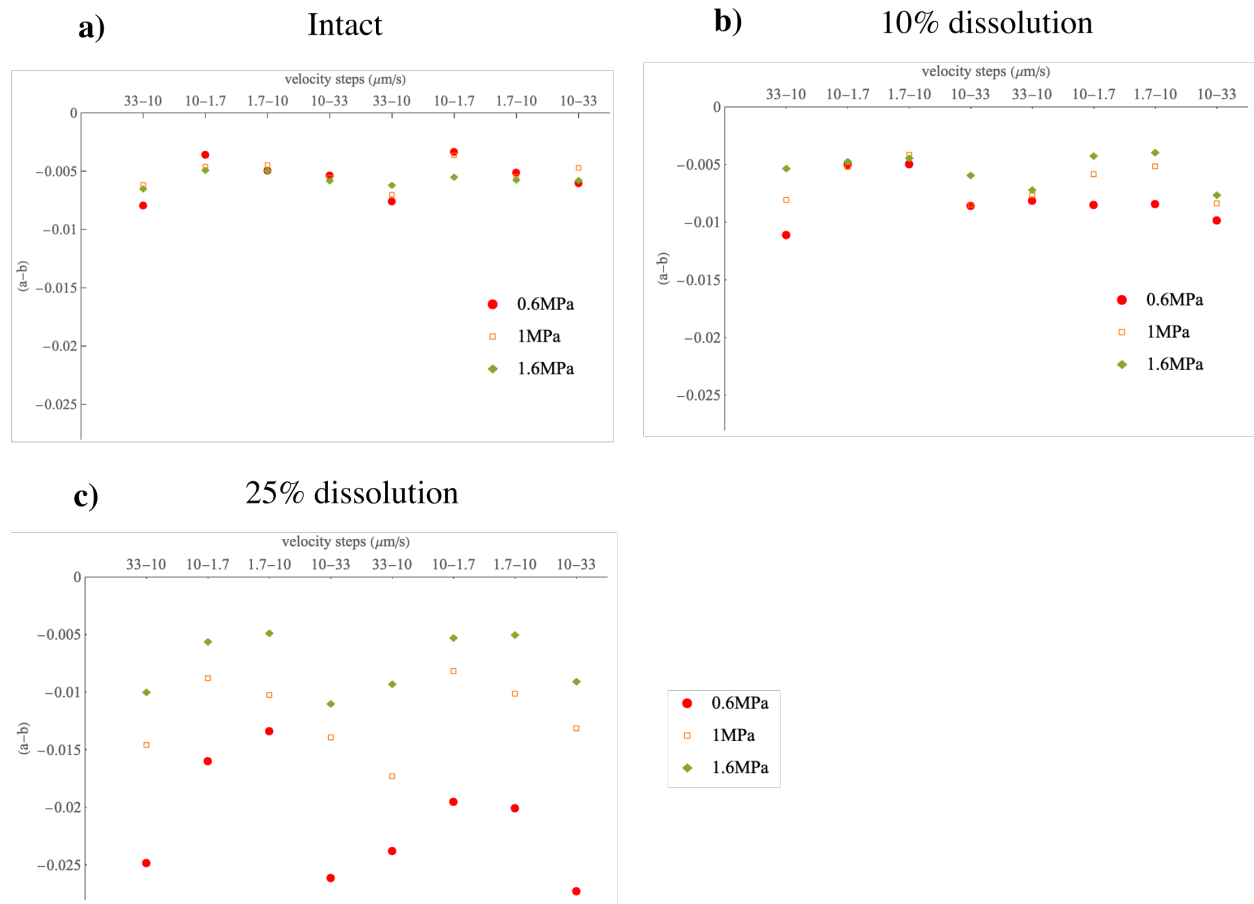 a)
Intact
velocity steps (μm/s)
33−10 10−1.7 1.7−10 10−33 33−10 10−1.7 1.7−10 10−33
0
−0.005
−0.01
−0.015
−0.02
−0.025
(a−b)
0.6MPa
1MPa
1.6MPa
b)
10% dissolution
velocity steps (μm/s)
33−10 10−1.7 1.7−10 10−33 33−10 10−1.7 1.7−10 10−33
0
−0.005
−0.01
−0.015
−0.02
−0.025
(a−b)
0.6MPa
1MPa
1.6MPa
c)
25% dissolution
velocity steps (μm/s)
33−10 10−1.7 1.7−10 10−33 33−10 10−1.7 1.7−10 10−33
0
−0.005
−0.01
−0.015
−0.02
−0.025
(a−b)
0.6MPa
1MPa
1.6MPa